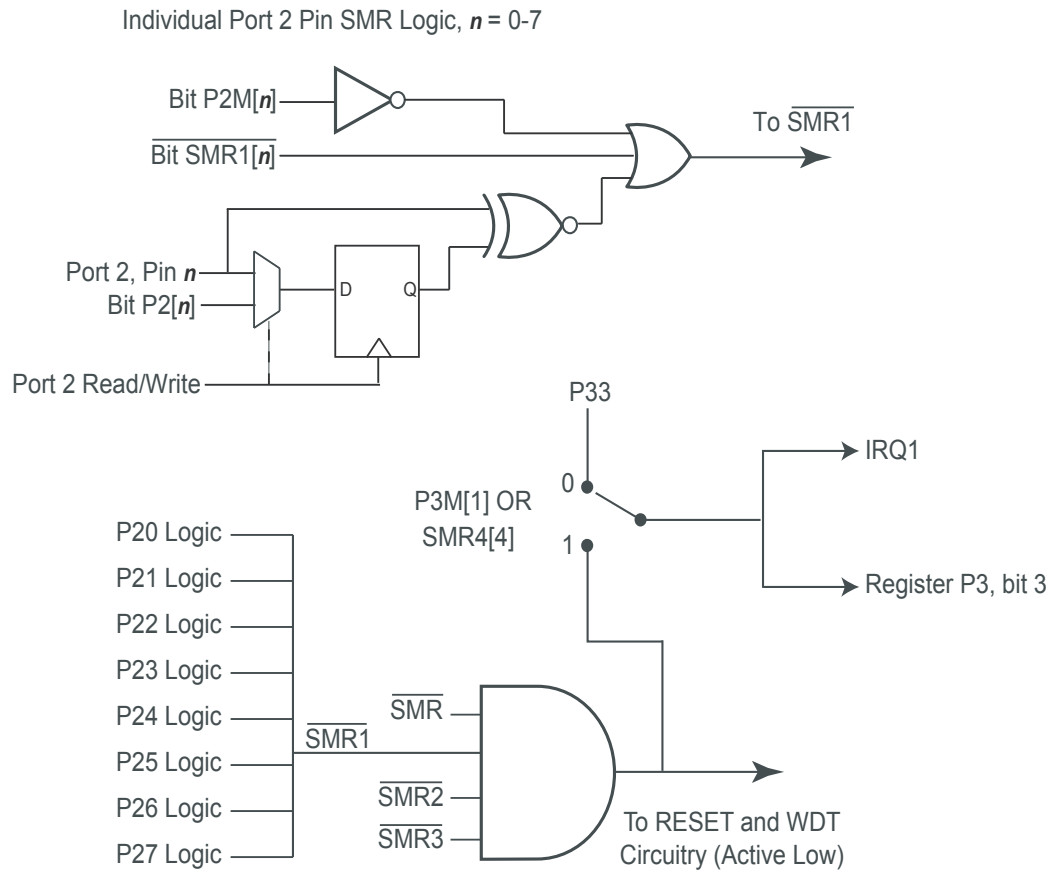 Individual Port 2 Pin SMR Logic, n = 0-7
Bit P2M[n]
To SMR1
Bit SMR1[n]
Port 2, Pin n
D
Q
Bit P2[n]
Port 2 Read/Write
P33
IRQ1
0
P3M[1] OR
SMR4[4]
1
Register P3, bit 3
P20 Logic
P21 Logic
P22 Logic
P23 Logic
P24 Logic
P25 Logic
P26 Logic
P27 Logic
SMR
SMR1
SMR2
SMR3
To RESET and WDT
Circuitry (Active Low)